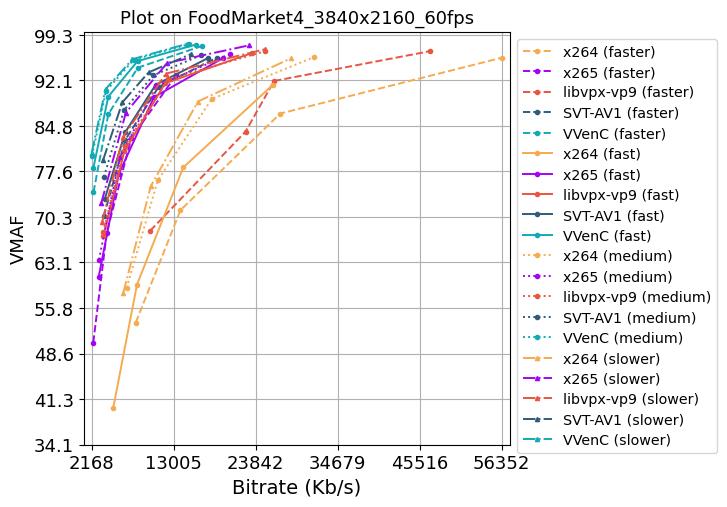 Plot on FoodMarket4_3840x2160_60fps
99.3
92.1
84.8
77.6
70.3
63.1
55.8
48.6
41.3
34.1
VMAF
2168 13005 23842 34679 45516 56352
Bitrate (Kb/s)
x264 (faster)
x265 (faster)
libvpx-vp9 (faster)
SVT-AV1 (faster)
VVenC (faster)
x264 (fast)
x265 (fast)
libvpx-vp9 (fast)
SVT-AV1 (fast)
VVenC (fast)
x264 (medium)
x265 (medium)
libvpx-vp9 (medium)
SVT-AV1 (medium)
VVenC (medium)
x264 (slower)
x265 (slower)
libvpx-vp9 (slower)
SVT-AV1 (slower)
VVenC (slower)